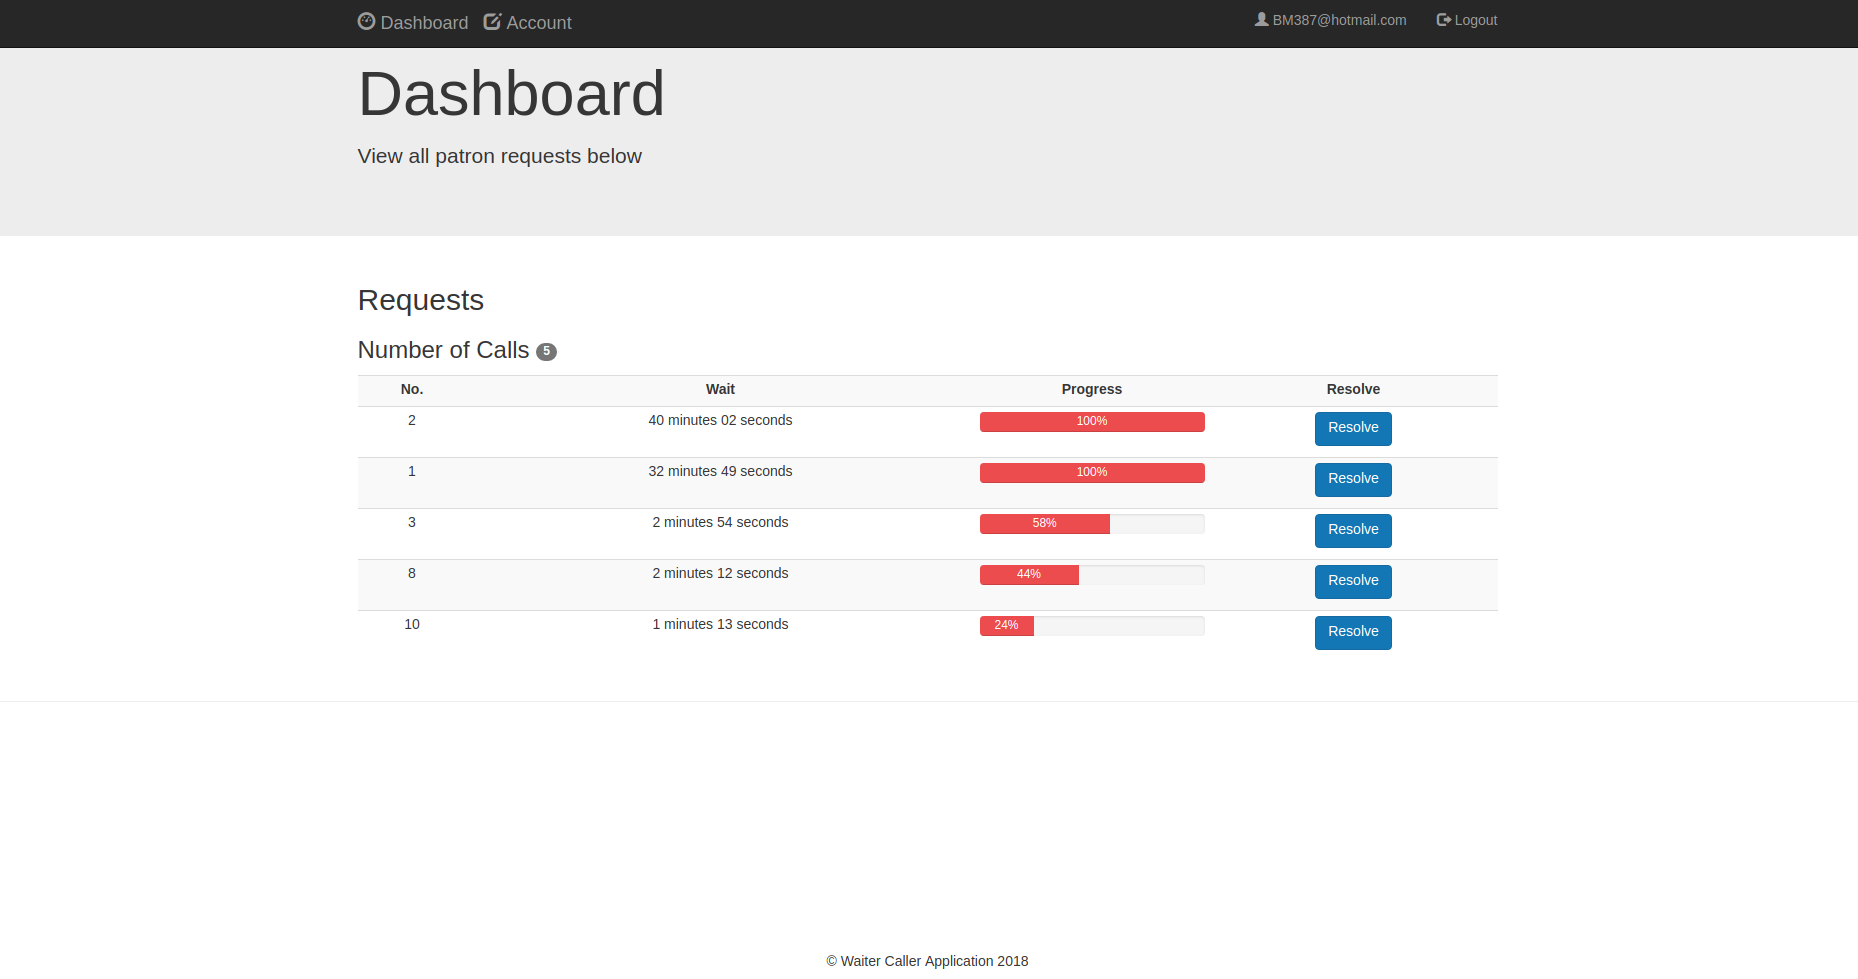 Dashboard Account BM387@hotmail.com Logout
Dashboard
View all patron requests below
Requests
Number of Calls 5
No. Wait Progress Resolve
2 40 minutes 02 seconds 100% Resolve
1 32 minutes 49 seconds 100% Resolve
3 2 minutes 54 seconds 58% Resolve
8 2 minutes 12 seconds 44% Resolve
10 1 minutes 13 seconds 24% Resolve
© Waiter Caller Application 2018